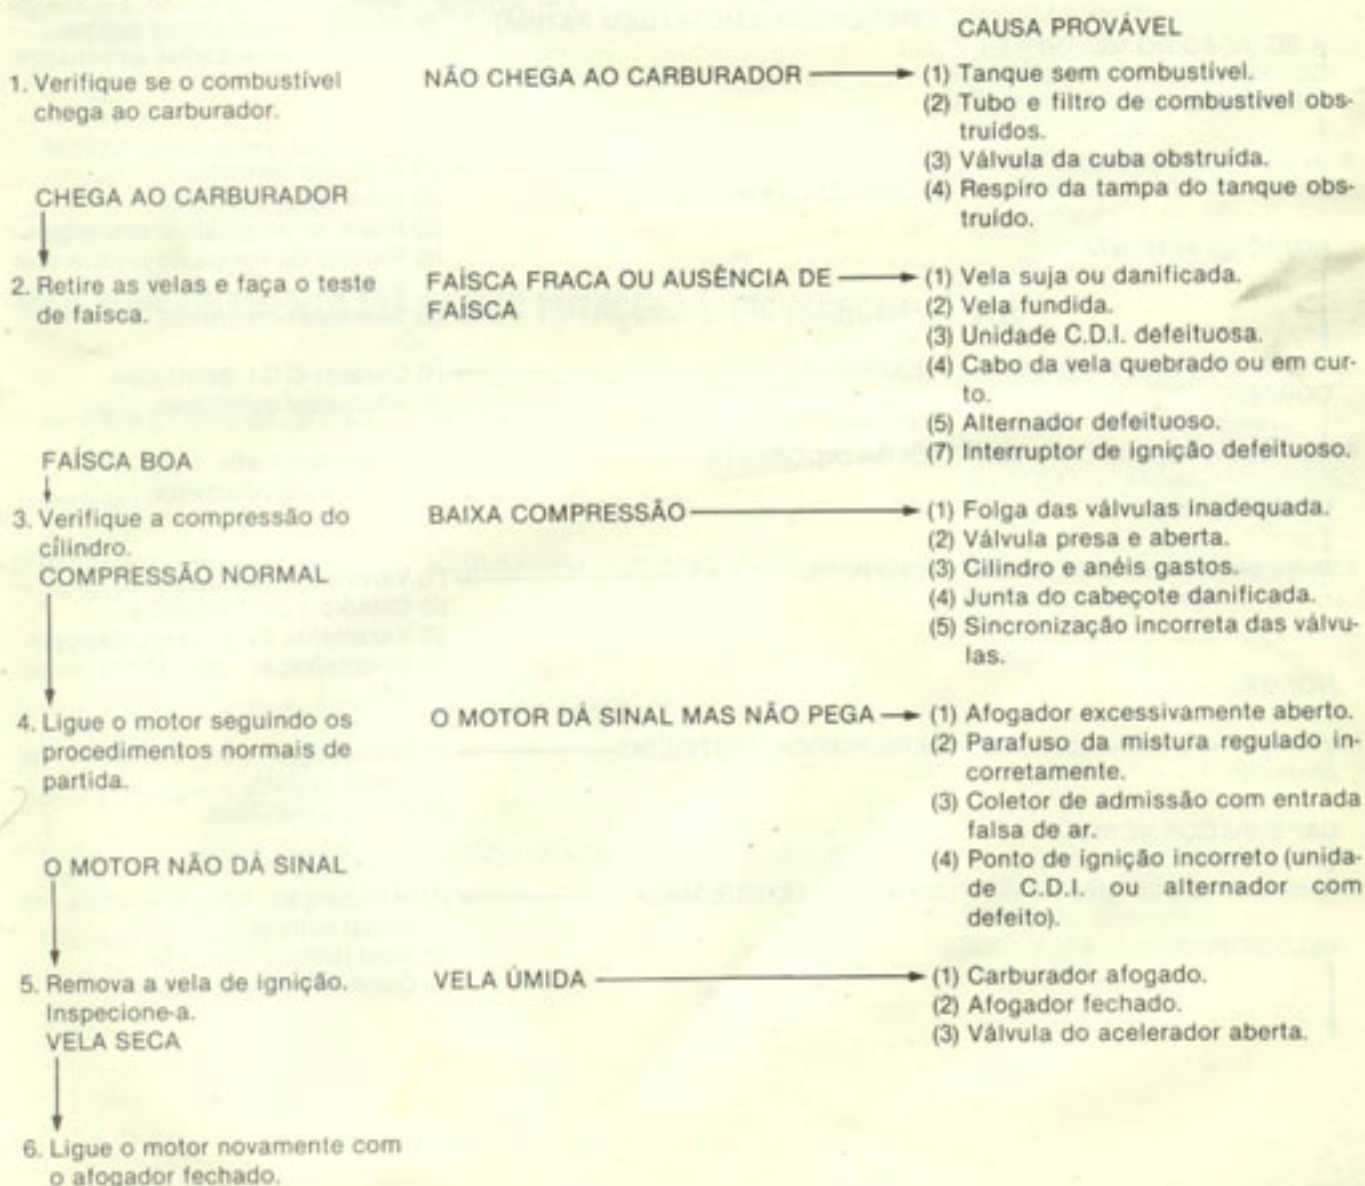 CAUSA PROVÁVEL
1. Verifique se o combustível
chega ao carburador.
NÃO CHEGA AO CARBURADOR
(1) Tanque sem combustível.
(2) Tubo e filtro de combustível obs-
truídos.
(3) Válvula da cuba obstruída.
(4) Respiro da tampa do tanque obs-
truído.
CHEGA AO CARBURADOR
2. Retire as velas e faça o teste
de faísca.
FAÍSCA FRACA OU AUSÊNCIA DE
FAÍSCA
(1) Vela suja ou danificada.
(2) Vela fundida.
(3) Unidade C.D.I. defeituosa.
(4) Cabo da vela quebrado ou em cur-
to.
(5) Alternador defeituoso.
(7) Interruptor de ignição defeituoso.
FAÍSCA BOA
3. Verifique a compressão do
cilindro.
BAIXA COMPRESSÃO
(1) Folga das válvulas inadequada.
(2) Válvula presa e aberta.
(3) Cilindro e anéis gastos.
(4) Junta do cabeçote danificada.
(5) Sincronização incorreta das válvu-
las.
COMPRESSÃO NORMAL
4. Ligue o motor seguindo os
procedimentos normais de
partida.
O MOTOR DÁ SINAL MAS NÃO PEGA
(1) Afogador excessivamente aberto.
(2) Parafuso da mistura regulado in-
corretamente.
(3) Coletor de admissão com entrada
falsa de ar.
(4) Ponto de ignição incorreto (unida-
de C.D.I. ou alternador com
defeito).
O MOTOR NÃO DÁ SINAL
5. Remova a vela de ignição.
Inspecione-a.
VELA ÚMIDA
(1) Carburador afogado.
(2) Afogador fechado.
(3) Válvula do acelerador aberta.
VELA SECA
6. Ligue o motor novamente com
o afogador fechado.